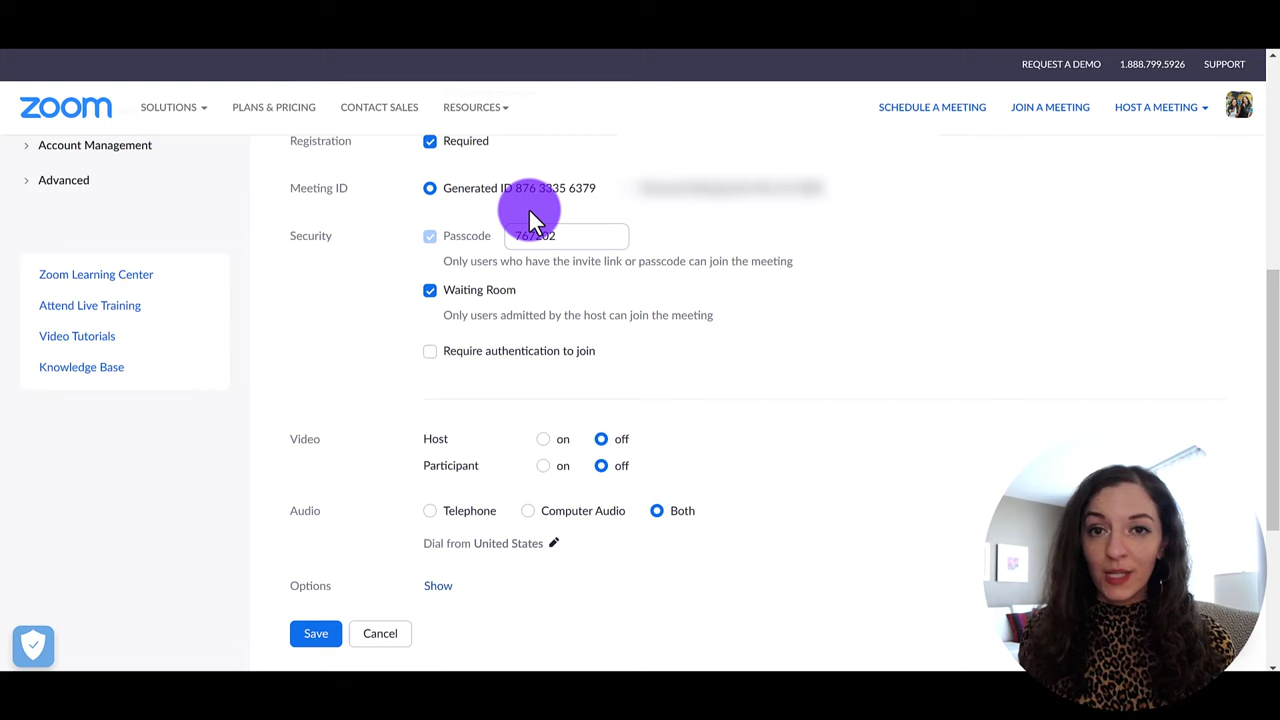 REQUEST A DEMO 1.888.799.5926 SUPPORT
zoom SOLUTIONS PLANS & PRICING CONTACT SALES RESOURCES SCHEDULE A MEETING JOIN A MEETING HOST A MEETING
Account Management
Advanced
Zoom Learning Center
Attend Live Training
Video Tutorials
Knowledge Base
Registration Required
Meeting ID Generated ID 876 3335 6379
Security Passcode 767202
Only users who have the invite link or passcode can join the meeting
Waiting Room
Only users admitted by the host can join the meeting
Require authentication to join
Video Host on off
Participant on off
Audio Telephone Computer Audio Both
Dial from United States
Options Show
Save Cancel